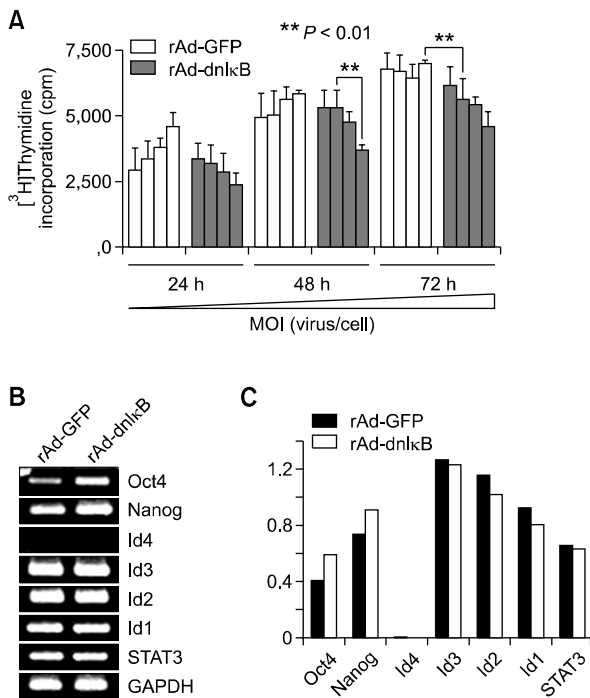 A
** P < 01
rAd-GFP
rAd-dnIκB
[³H]Thymidine
incorporation (cpm)
7,500
5,000
2,500
,0
**
**
24 h
48 h
72 h
MOI (virus/cell)
B
rAd-GFP
rAd-dnIκB
Oct4
Nanog
Id4
Id3
Id2
Id1
STAT3
GAPDH
C
rAd-GFP
rAd-dnIκB
1.2
0.8
0.4
0
Oct4
Nanog
Id4
Id3
Id2
Id1
STAT3